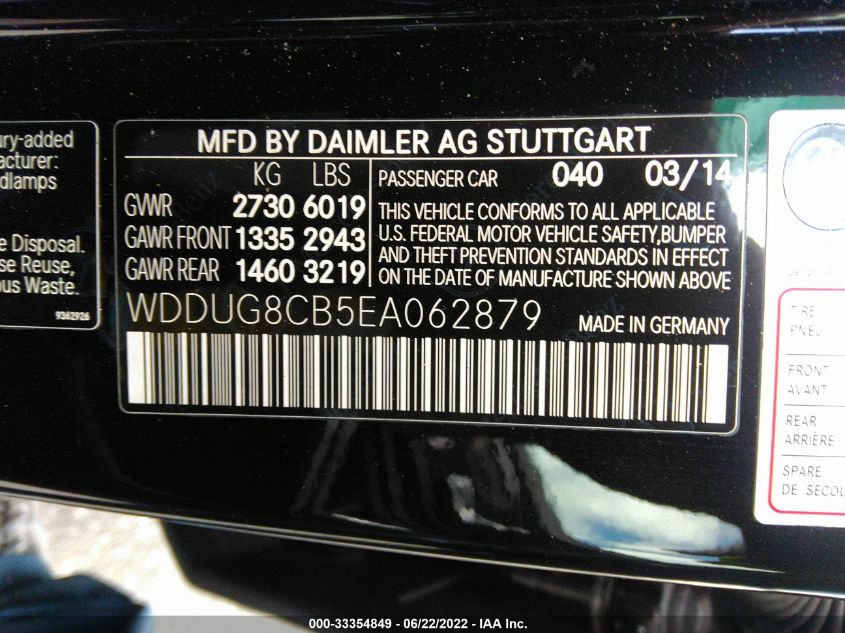 ry-added
acturer:
dlamps
e Disposal.
se Reuse,
ous Waste.
9362926
MFD BY DAIMLER AG STUTTGART
KG LBS
GVWR 2730 6019
GAWR FRONT 1335 2943
GAWR REAR 1460 3219
PASSENGER CAR 040 03/14
THIS VEHICLE CONFORMS TO ALL APPLICABLE
U.S. FEDERAL MOTOR VEHICLE SAFETY,BUMPER
AND THEFT PREVENTION STANDARDS IN EFFECT
ON THE DATE OF MANUFACTURE SHOWN ABOVE
WDDUG8CB5EA062879 MADE IN GERMANY
TIRE
PNE
FRONT
AVANT
REAR
ARRIÈRE
SPARE
DE SECOU
000-33354849 - 06/22/2022 - IAA Inc.